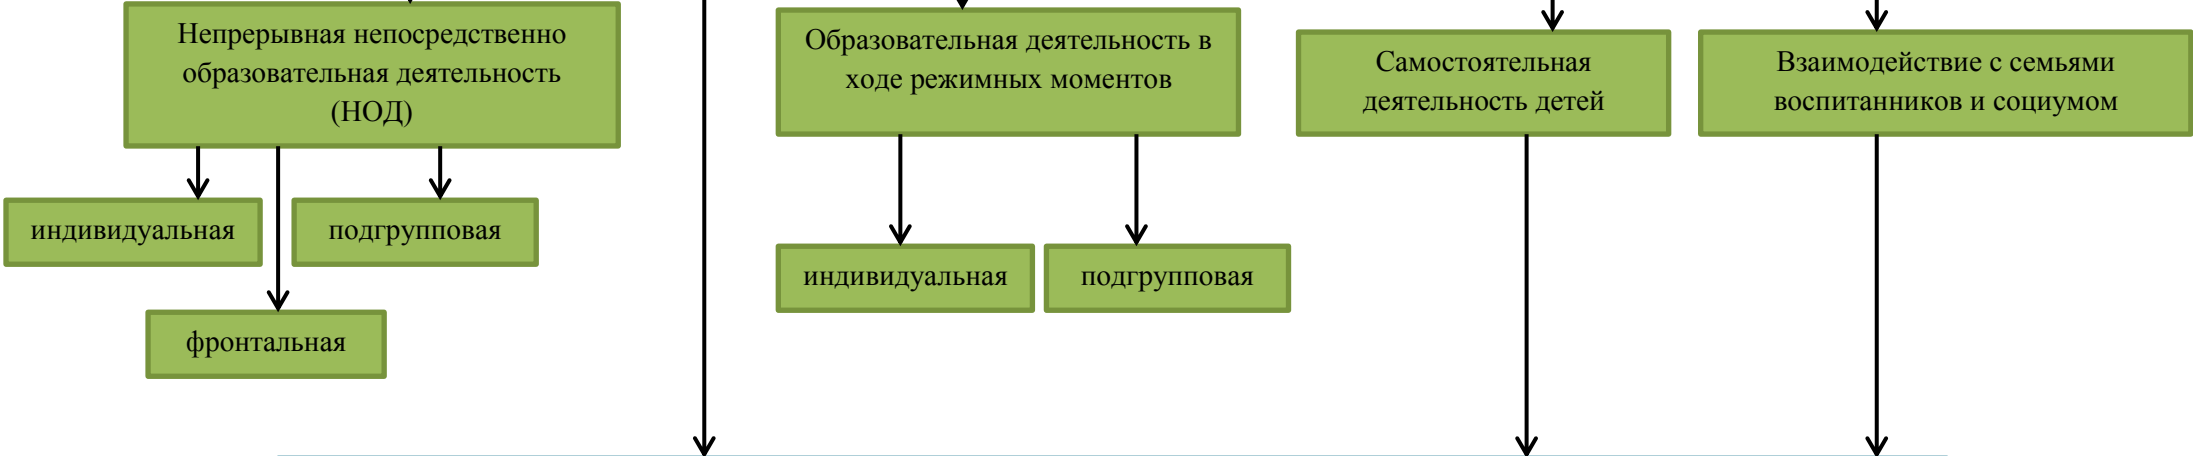 Непрерывная непосредственно
образовательная деятельность
(НОД)
Образовательная деятельность в
ходе режимных моментов
Самостоятельная
деятельность детей
Взаимодействие с семьями
воспитанников и социумом
индивидуальная
подгрупповая
фронтальная
индивидуальная
подгрупповая